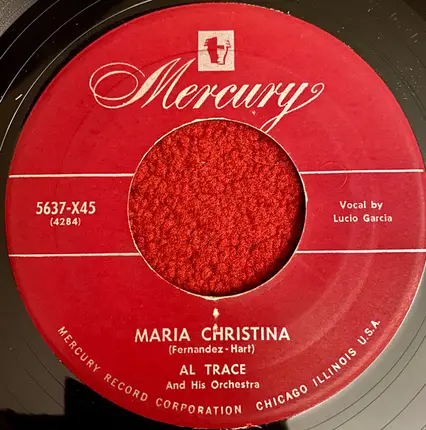 Mercury
5637-X45
(4284)
Vocal by
Lucio Garcia
MARIA CHRISTINA
(Fernandez-Hart)
AL TRACE
And His Orchestra
MERCURY RECORD CORPORATION CHICAGO ILLINOIS U.S.A.